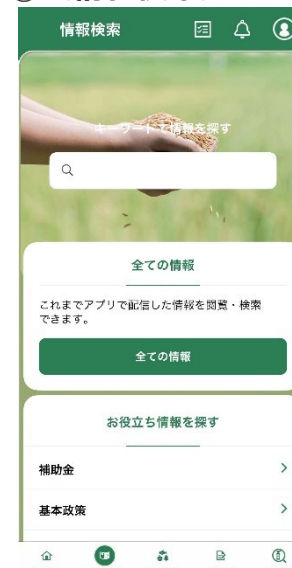 情報検索
キーワードで情報を探す
全ての情報
これまでアプリで配信した情報を閲覧・検索
できます。
全ての情報
お役立ち情報を探す
補助金
基本政策